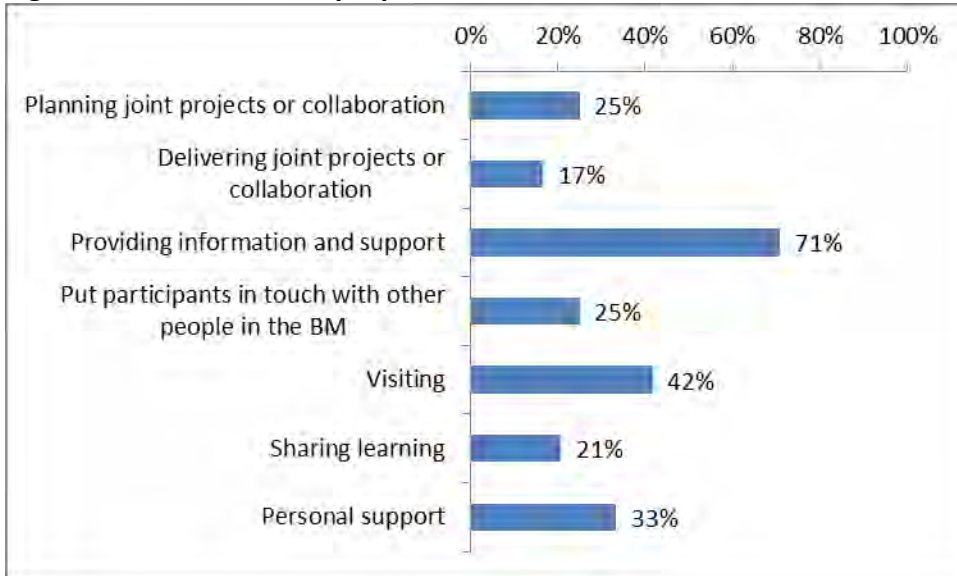 0% 20% 40% 60% 80% 100%
Planning joint projects or collaboration 25%
Delivering joint projects or
collaboration 17%
Providing information and support 71%
Put participants in touch with other
people in the BM 25%
Visiting 42%
Sharing learning 21%
Personal support 33%